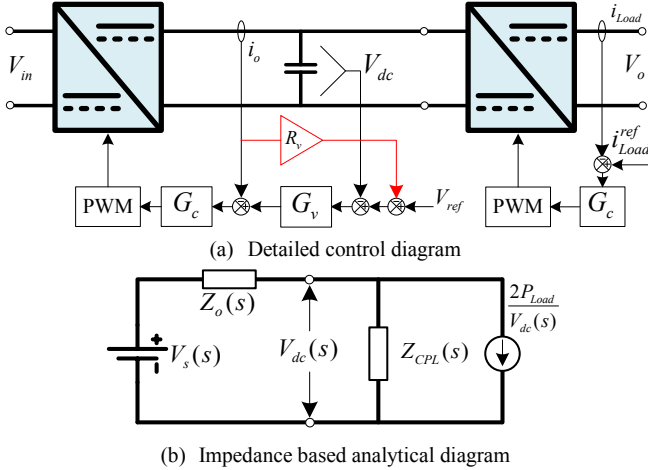 V_in
i_o
V_dc
i_Load
V_o
R_v
i_Load^ref
PWM
G_c
G_v
V_ref
PWM
G_c
(a) Detailed control diagram
Z_o(s)
V_s(s)
V_dc(s)
Z_CPL(s)
2P_Load
V_dc(s)
(b) Impedance based analytical diagram